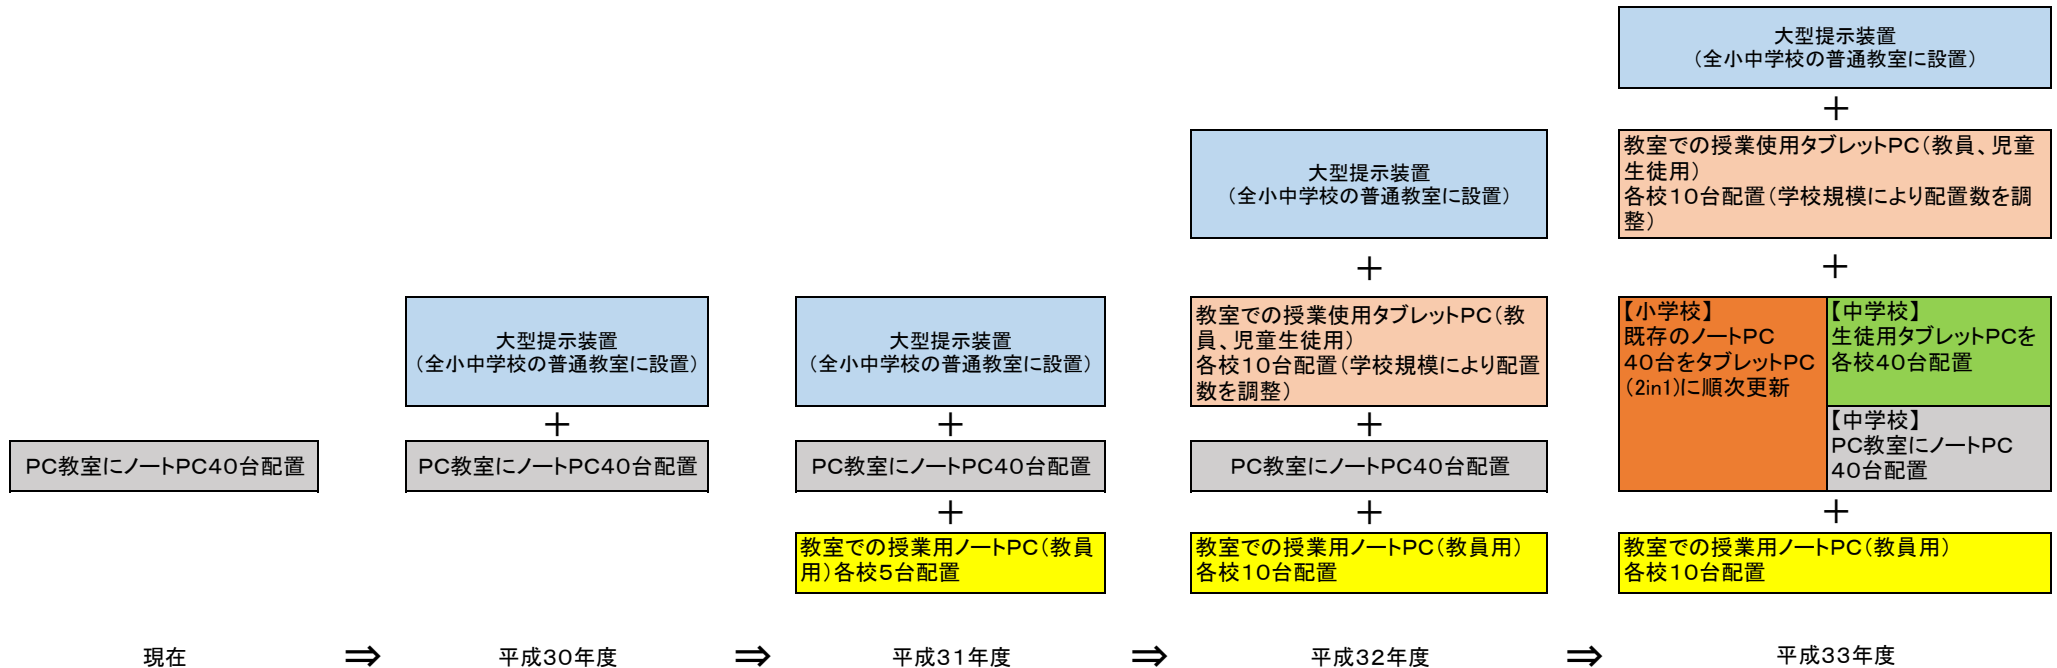 現在
PC教室にノートPC40台配置
⇒
平成30年度
大型提示装置
(全小中学校の普通教室に設置)
＋
PC教室にノートPC40台配置
⇒
平成31年度
大型提示装置
(全小中学校の普通教室に設置)
＋
PC教室にノートPC40台配置
＋
教室での授業用ノートPC(教員
用)各校5台配置
⇒
平成32年度
大型提示装置
(全小中学校の普通教室に設置)
＋
教室での授業使用タブレットPC(教
員、児童生徒用)
各校10台配置(学校規模により配置
数を調整)
＋
PC教室にノートPC40台配置
＋
教室での授業用ノートPC(教員用)
各校10台配置
⇒
平成33年度
大型提示装置
(全小中学校の普通教室に設置)
＋
教室での授業使用タブレットPC(教員、児童
生徒用)
各校10台配置(学校規模により配置数を調
整)
＋
【小学校】
既存のノートPC
40台をタブレットPC
(2in1)に順次更新
【中学校】
生徒用タブレットPCを
各校40台配置
【中学校】
PC教室にノートPC
40台配置
＋
教室での授業用ノートPC(教員用)
各校10台配置